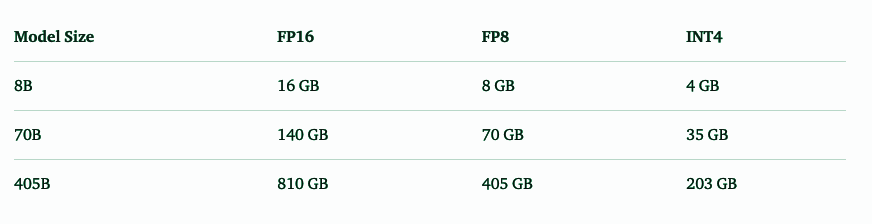 Model Size FP16 FP8 INT4
8B 16 GB 8 GB 4 GB
70B 140 GB 70 GB 35 GB
405B 810 GB 405 GB 203 GB